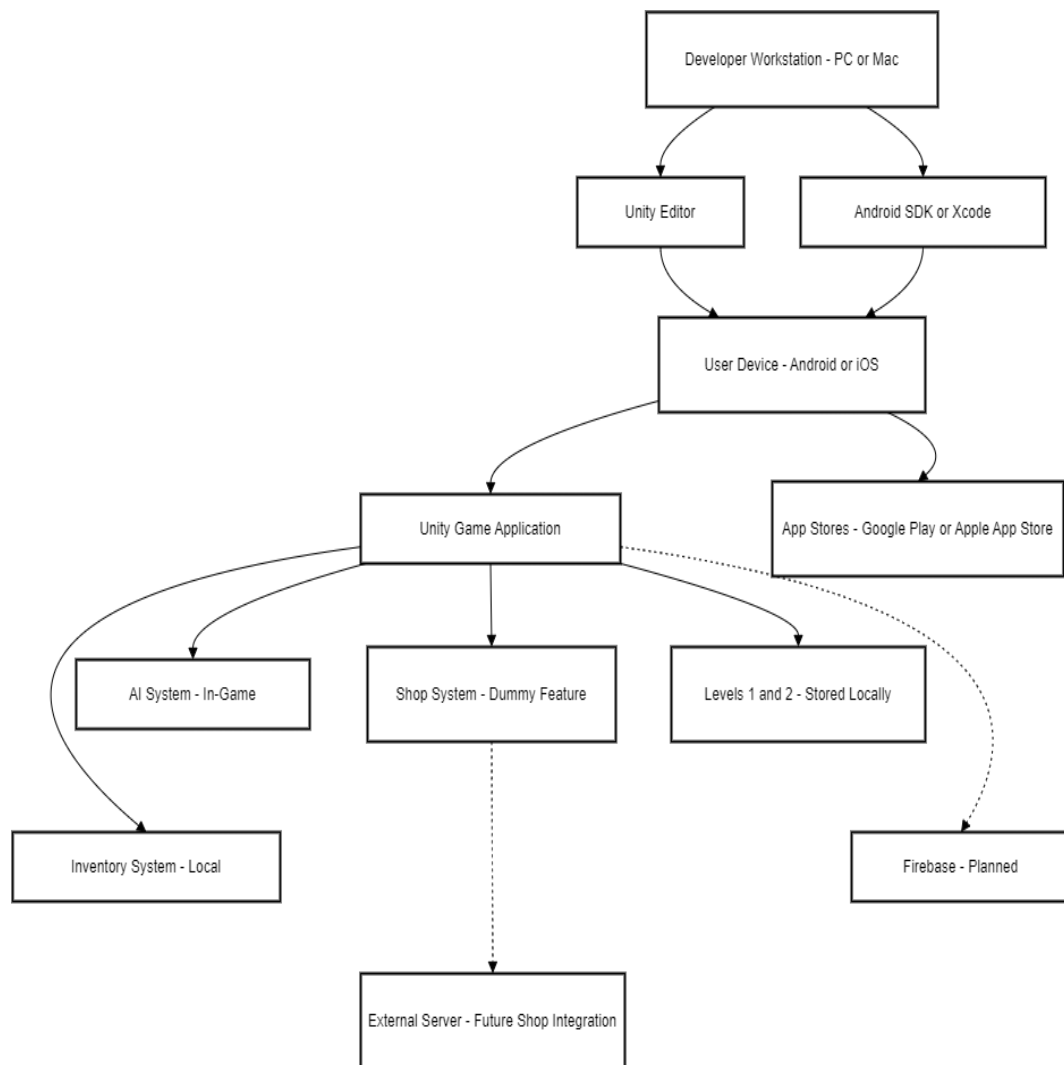 Developer Workstation - PC or Mac
Unity Editor
Android SDK or Xcode
User Device - Android or iOS
Unity Game Application
App Stores - Google Play or Apple App Store
AI System - In-Game
Shop System - Dummy Feature
Levels 1 and 2 - Stored Locally
Inventory System - Local
Firebase - Planned
External Server - Future Shop Integration